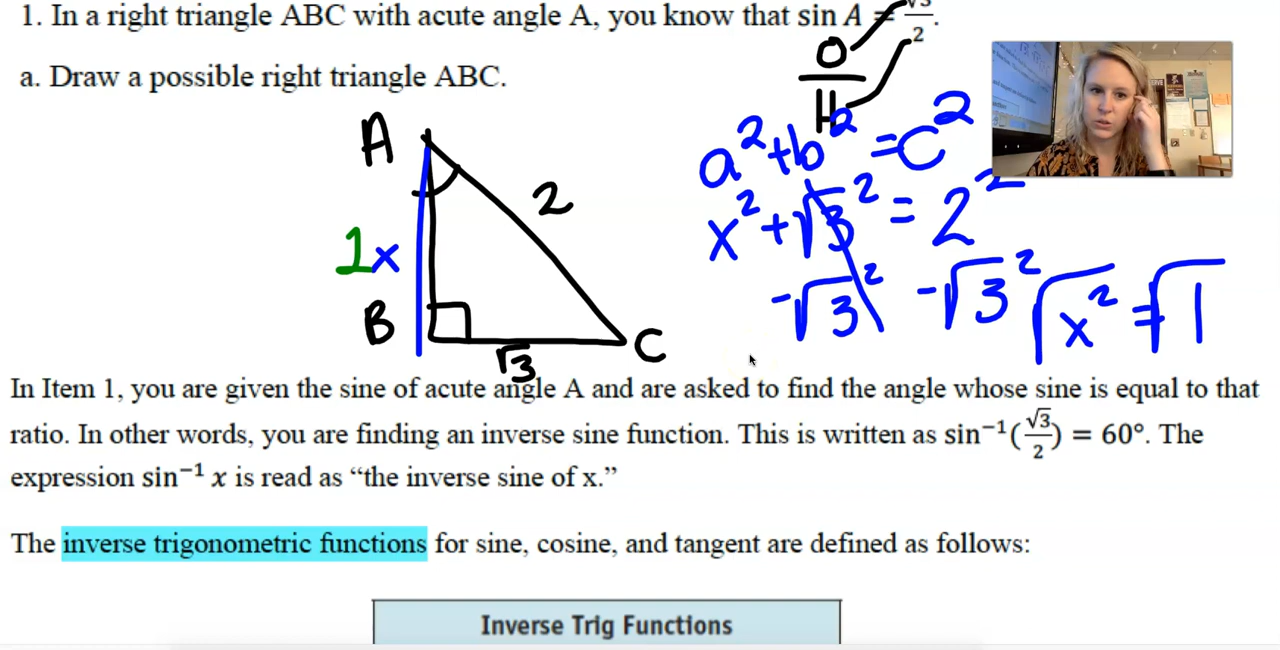 1. In a right triangle ABC with acute angle A, you know that sin A = √3/2.
O/H
a. Draw a possible right triangle ABC.
a² + b² = c²
A
2
x² + √3² = 2²
1x
-√3² -√3² √x² = √1
B
C
√3
In Item 1, you are given the sine of acute angle A and are asked to find the angle whose sine is equal to that
ratio. In other words, you are finding an inverse sine function. This is written as sin⁻¹(√3/2) = 60°. The
expression sin⁻¹ x is read as “the inverse sine of x.”
The inverse trigonometric functions for sine, cosine, and tangent are defined as follows:
Inverse Trig Functions